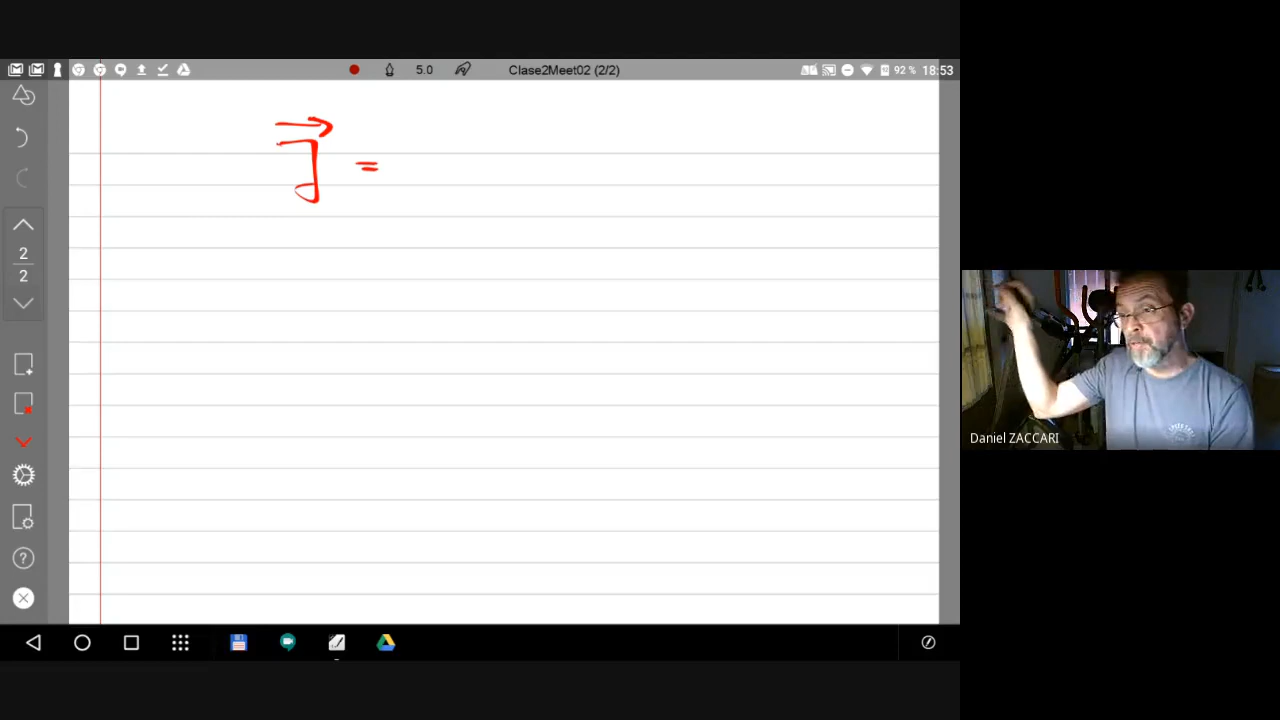 5.0 Clase2Meet02 (2/2) 92 % 18:53
J⃗ =
2
2
Daniel ZACCARI